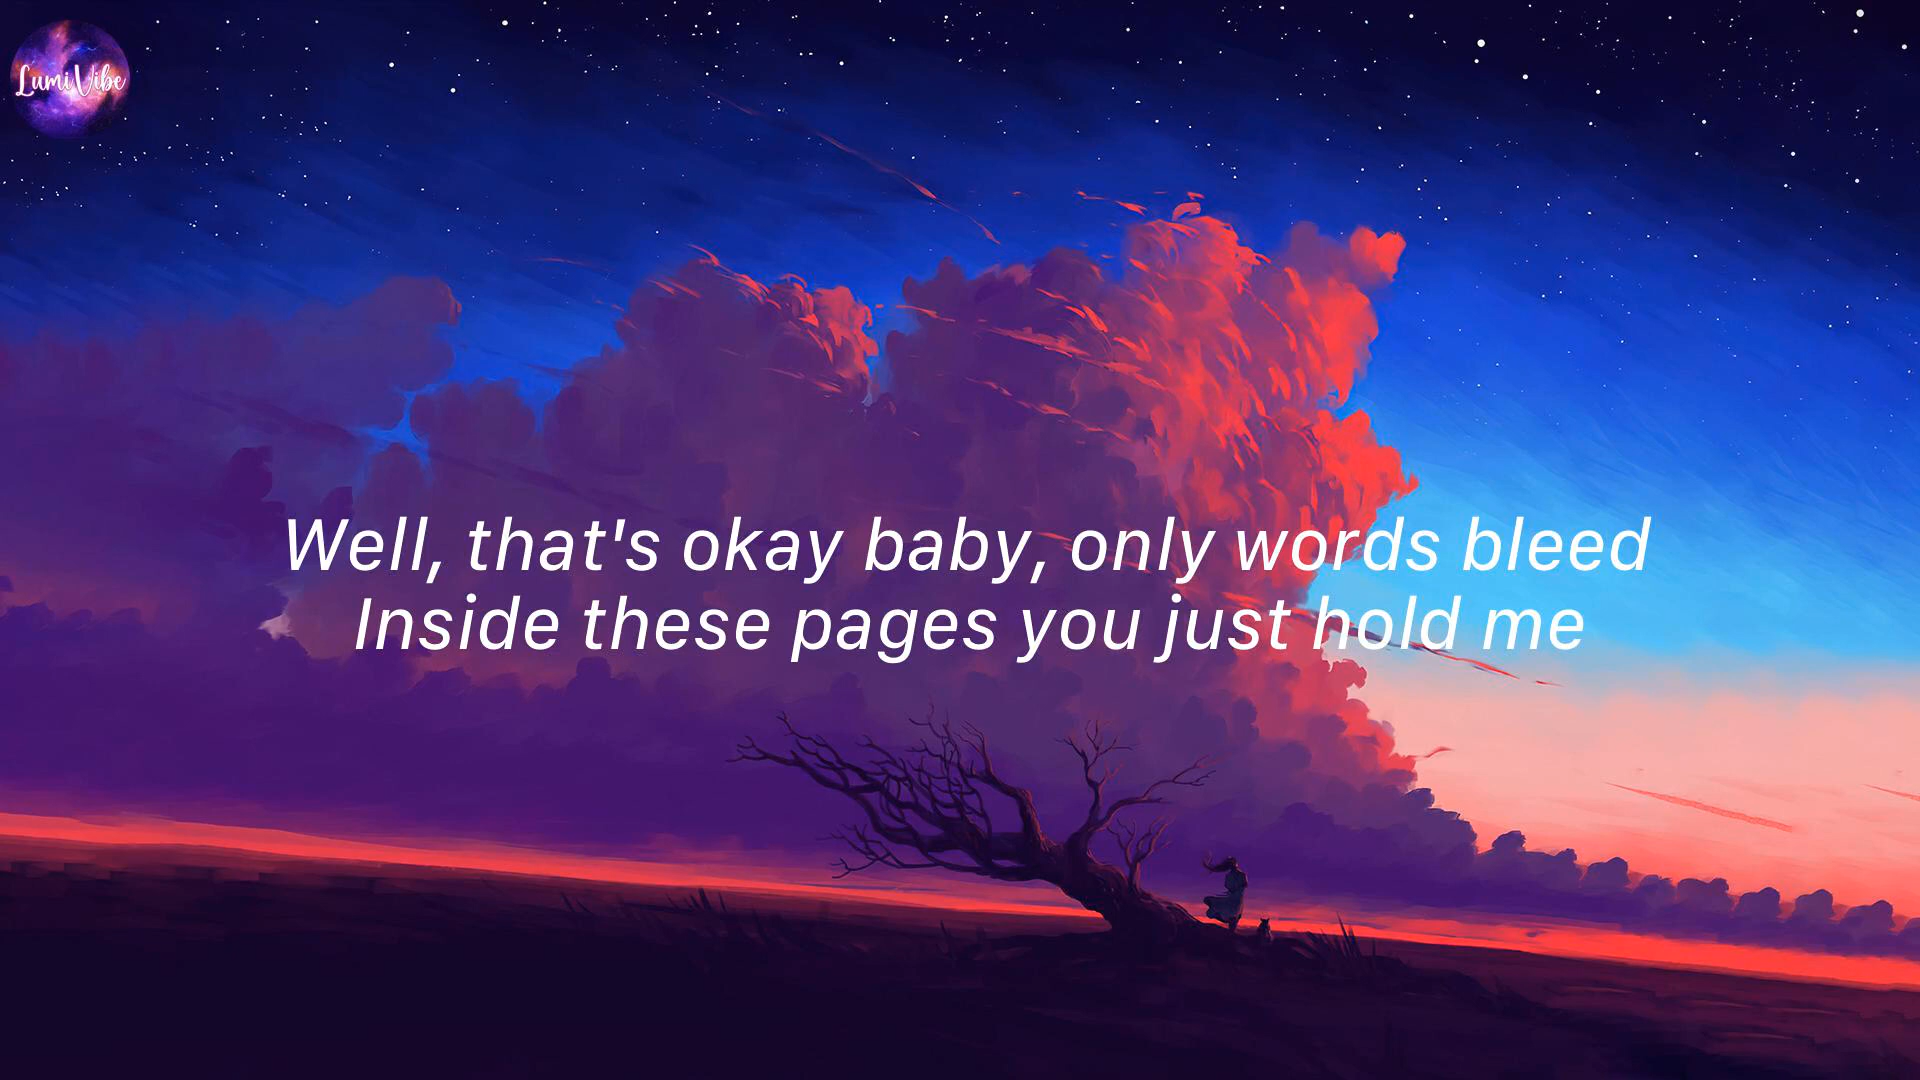 LumiVibe
Well, that's okay baby, only words bleed
Inside these pages you just hold me